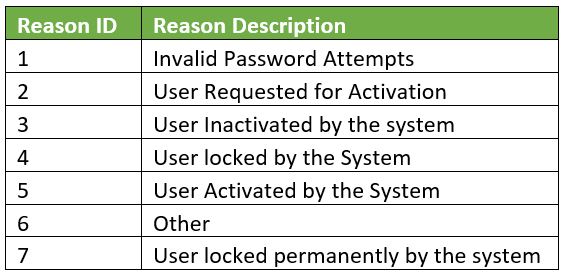 Reason ID Reason Description
1 Invalid Password Attempts
2 User Requested for Activation
3 User Inactivated by the system
4 User locked by the System
5 User Activated by the System
6 Other
7 User locked permanently by the system